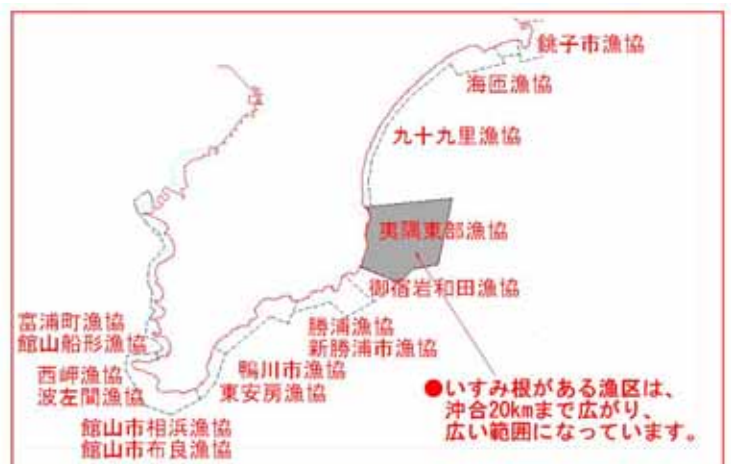 銚子市漁協
海匝漁協
九十九里漁協
夷隅東部漁協
御宿岩和田漁協
勝浦漁協
新勝浦市漁協
鴨川市漁協
東安房漁協
富浦町漁協
館山船形漁協
西岬漁協
波左間漁協
館山市相浜漁協
館山市布良漁協
●いすみ根がある漁区は、
沖合20kmまで広がり、
広い範囲になっています。